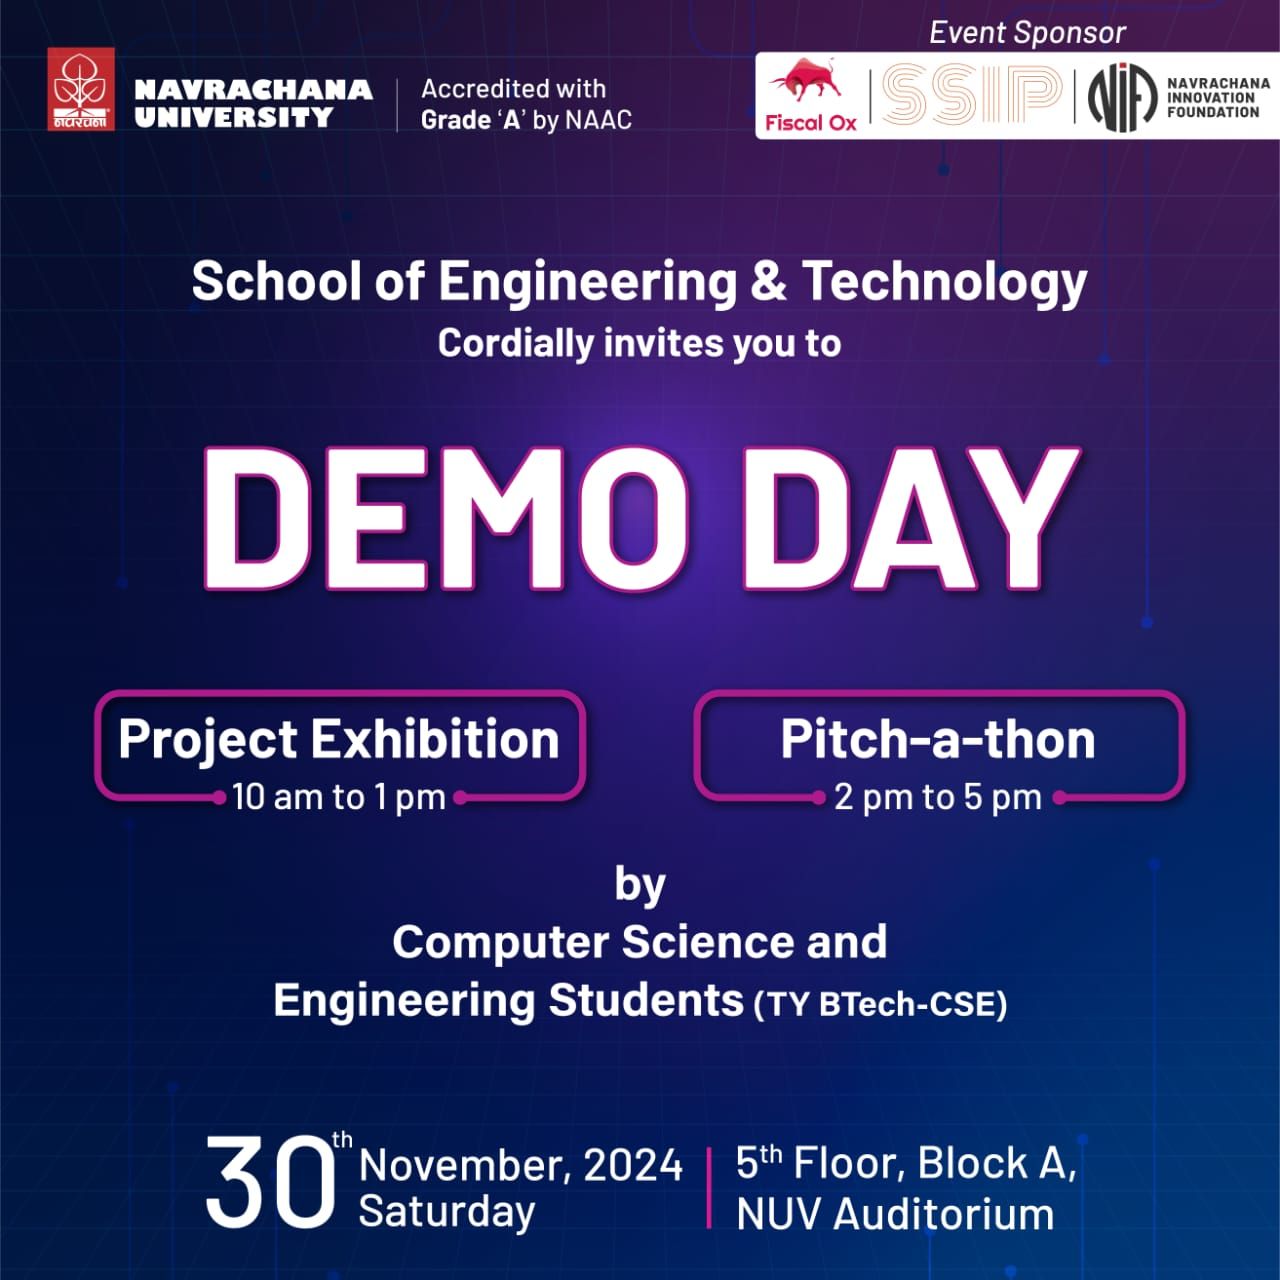 Event Sponsor
NAVRACHANA
UNIVERSITY
Accredited with
Grade ‘A’ by NAAC
नवरचना
Fiscal Ox
SSIP
NiF
NAVRACHANA
INNOVATION
FOUNDATION
School of Engineering & Technology
Cordially invites you to
DEMO DAY
Project Exhibition
10 am to 1 pm
Pitch-a-thon
2 pm to 5 pm
by
Computer Science and
Engineering Students (TY BTech-CSE)
30th November, 2024
Saturday
5th Floor, Block A,
NUV Auditorium